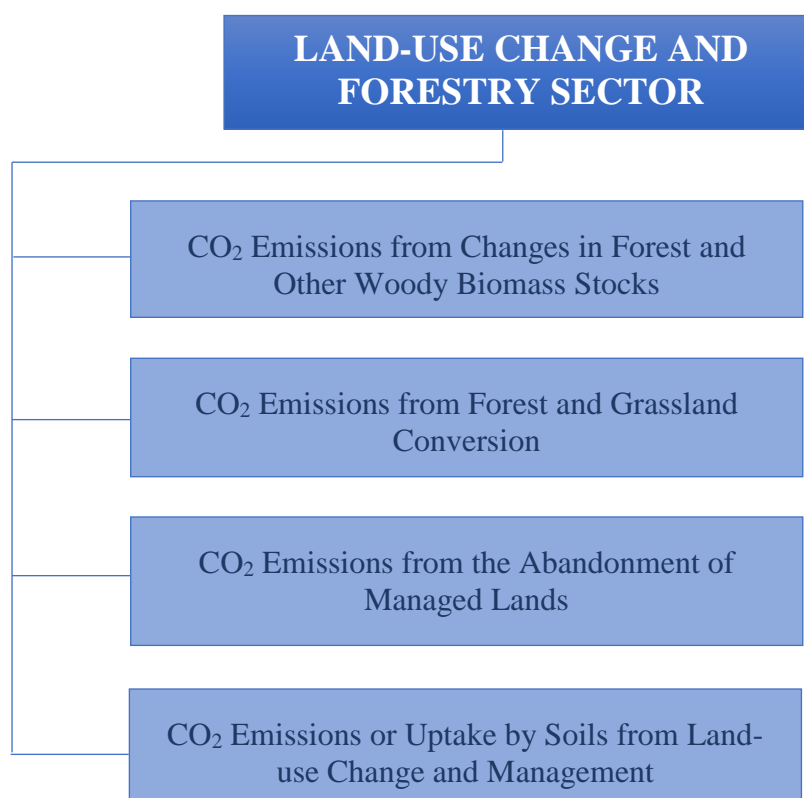 LAND-USE CHANGE AND
FORESTRY SECTOR
CO₂ Emissions from Changes in Forest and
Other Woody Biomass Stocks
CO₂ Emissions from Forest and Grassland
Conversion
CO₂ Emissions from the Abandonment of
Managed Lands
CO₂ Emissions or Uptake by Soils from Land-
use Change and Management